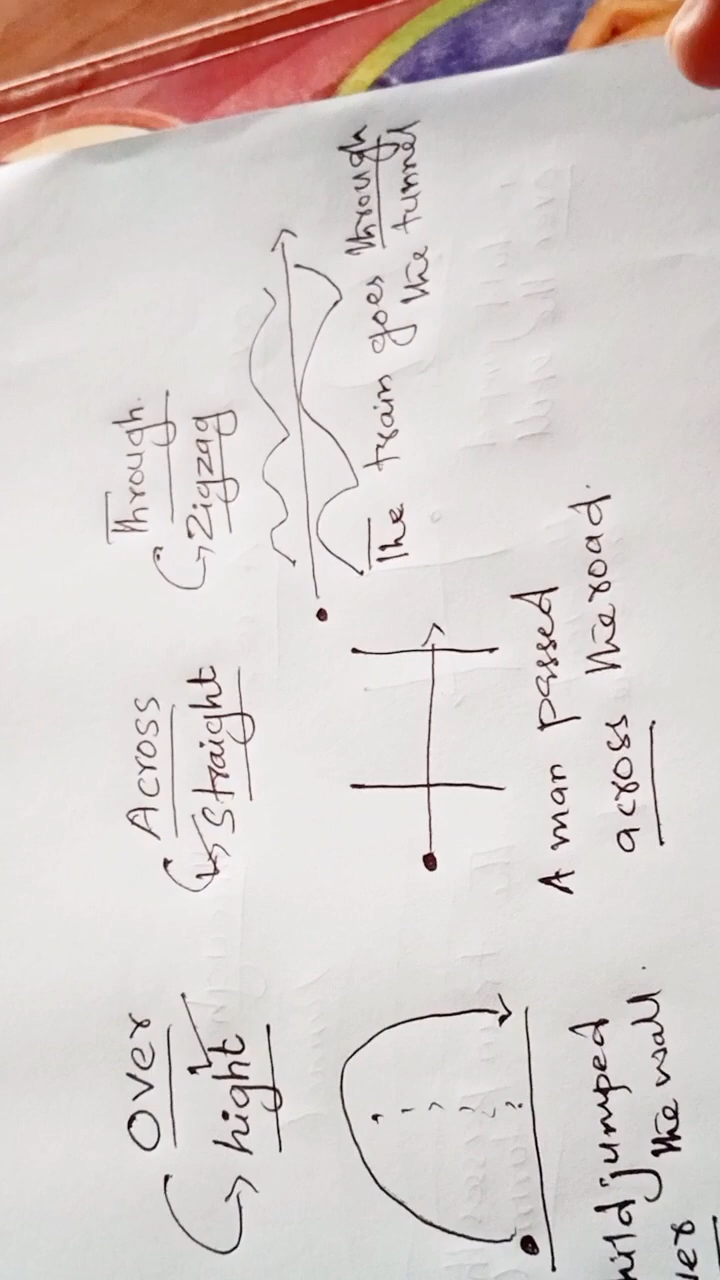 Over
hight
Across
straight
Through.
Zigzag
jumped
the wall.
A man passed
across the road.
The train goes through
the tunnel